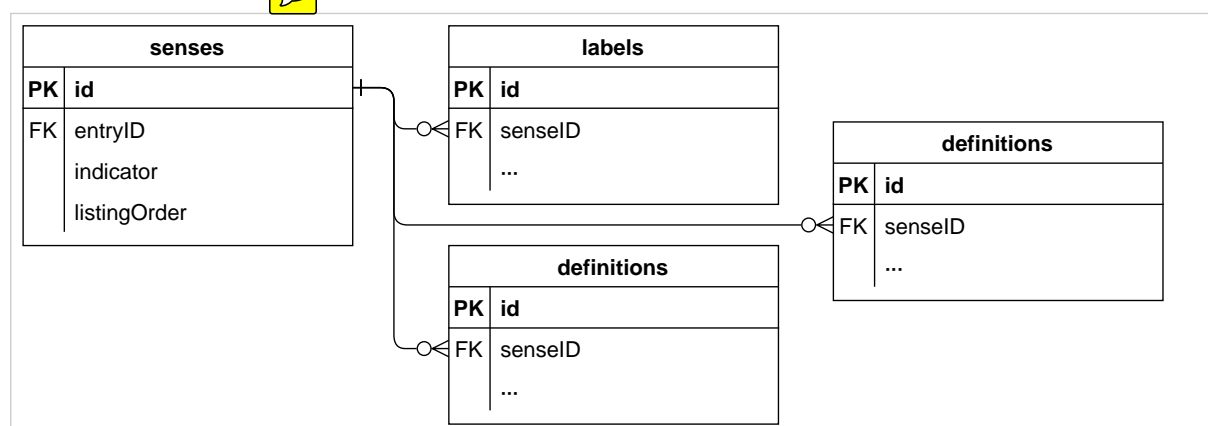 senses
PK id
FK entryID
indicator
listingOrder
labels
PK id
FK senseID
...
definitions
PK id
FK senseID
...
definitions
PK id
FK senseID
...